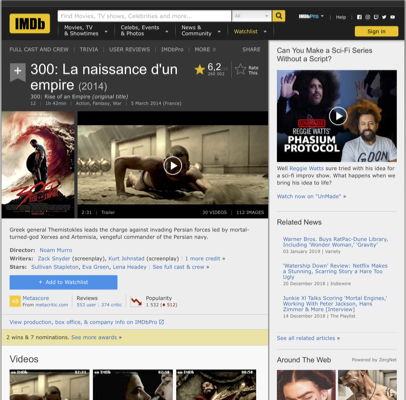 IMDb
Find Movies, TV shows, Celebrities and more...
All
IMDbPro
Help
Movies, TV
& Showtimes
Celebs, Events
& Photos
News &
Community
Watchlist
Sign in
FULL CAST AND CREW | TRIVIA | USER REVIEWS | IMDbPro | MORE
SHARE
300: La naissance d'un
empire (2014)
300: Rise of an Empire (original title)
12 | 1h 42min | Action, Fantasy, War | 5 March 2014 (France)
6,2
Rate
This
2:31 | Trailer
30 VIDEOS | 112 IMAGES
Greek general Themistokles leads the charge against invading Persian forces led by mortal-
turned-god Xerxes and Artemisia, vengeful commander of the Persian navy.
Director: Noam Murro
Writers: Zack Snyder (screenplay), Kurt Johnstad (screenplay) | 1 more credit »
Stars: Sullivan Stapleton, Eva Green, Lena Headey | See full cast & crew »
+ Add to Watchlist
Metascore
From metacritic.com
Reviews
553 user | 374 critic
Popularity
1 532 (512)
View production, box office, & company info on IMDbPro
2 wins & 7 nominations. See more awards »
Videos
Can You Make a Sci-Fi Series
Without a Script?
REGGIE WATTS'
PHASIUM
PROTOCOL
Well Reggie Watts sure tried with his idea
for a sci-fi improv show. What happens when
we bring his idea to life?
Watch now on "UnMade" »
Related News
Warner Bros. Buys RatPac-Dune Library,
Including 'Wonder Woman,' 'Gravity'
03 January 2019 | Variety
'Watership Down' Review: Netflix Makes
a Stunning, Scarring Story a Hare Too
Ugly
20 December 2018 | Indiewire
Junkie Xl Talks Scoring 'Mortal Engines,'
Working With Peter Jackson, Hans
Zimmer & More [Interview]
14 December 2018 | The Playlist
See all related articles »
Around The Web
Powered by ZergNet